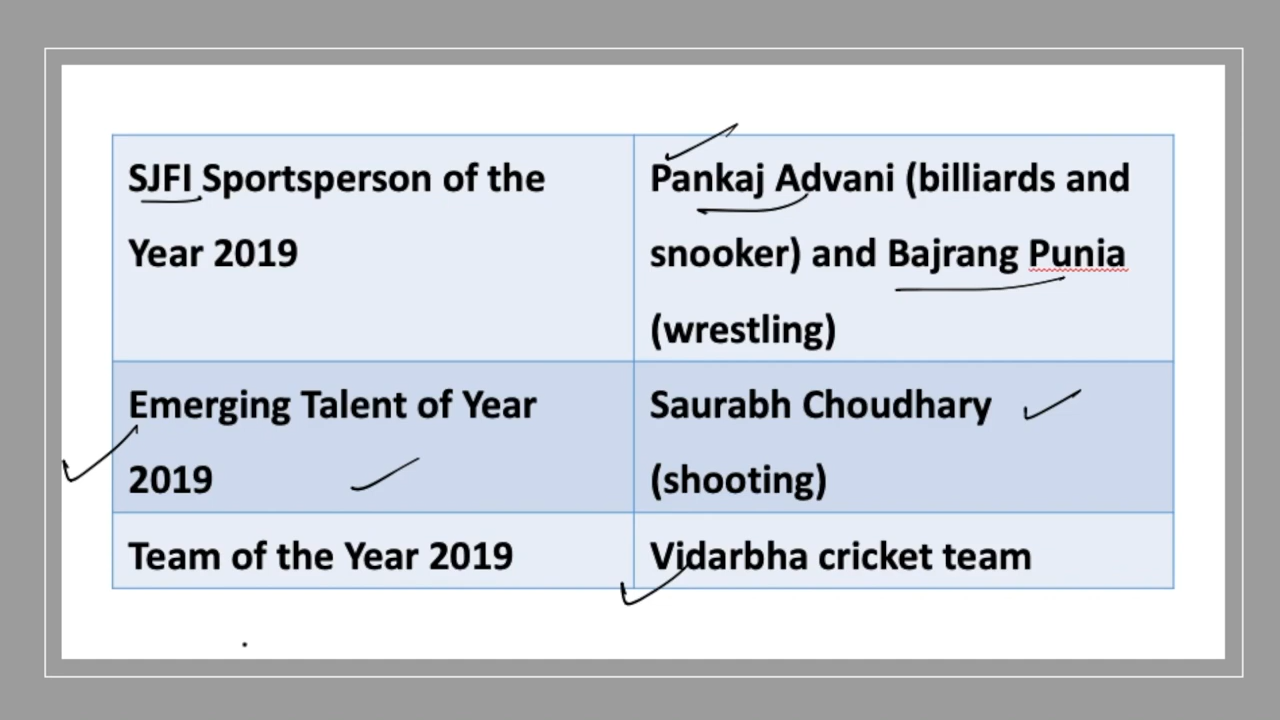 SJFI Sportsperson of the
Year 2019
Pankaj Advani (billiards and
snooker) and Bajrang Punia
(wrestling)
Emerging Talent of Year
2019
Saurabh Choudhary
(shooting)
Team of the Year 2019
Vidarbha cricket team